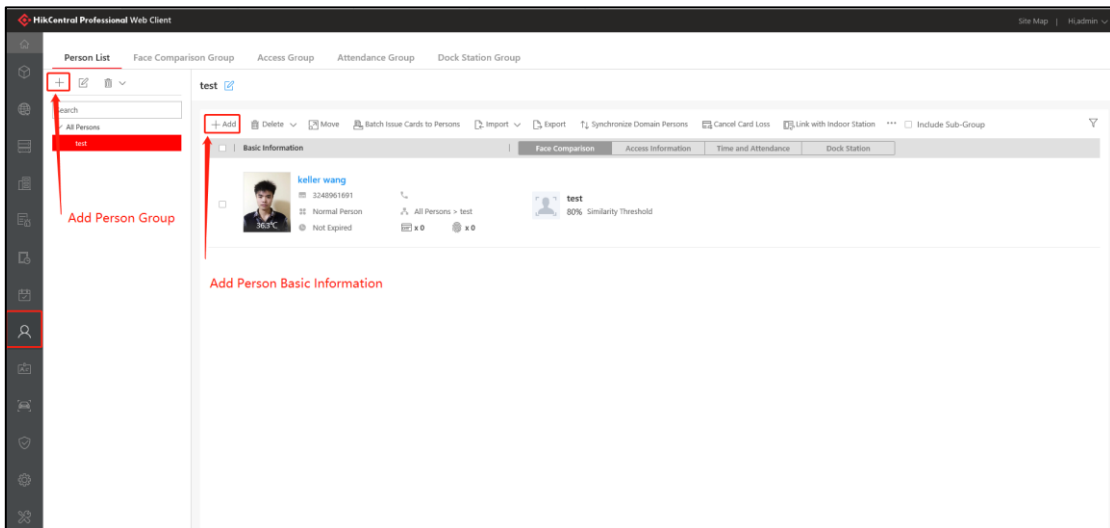 HikCentral Professional Web Client
Site Map | Hi,admin
Person List Face Comparison Group Access Group Attendance Group Dock Station Group
test
Search
All Persons
test
Add Delete Move Batch Issue Cards to Persons Import Export Synchronize Domain Persons Cancel Card Loss Link with Indoor Station ••• Include Sub-Group
Basic Information Face Comparison Access Information Time and Attendance Dock Station
keller wang
3248961691
Normal Person All Persons > test
Not Expired x 0 x 0
36.3°C
test
80% Similarity Threshold
Add Person Group
Add Person Basic Information